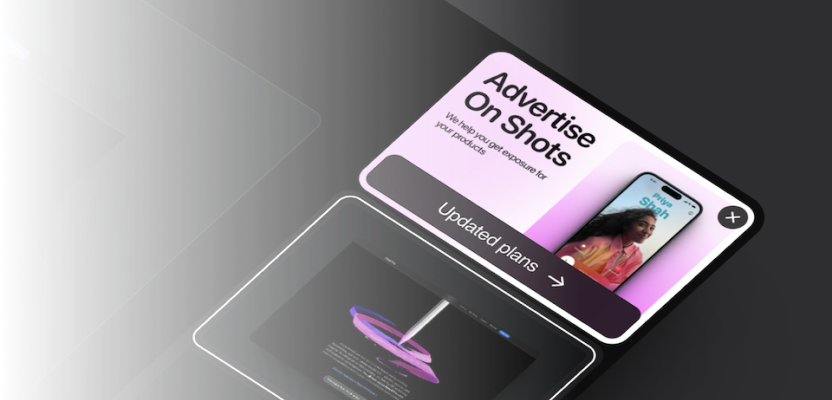 Advertise
On Shots
We help you get exposure for
your products
Priya
Shah
Updated plans